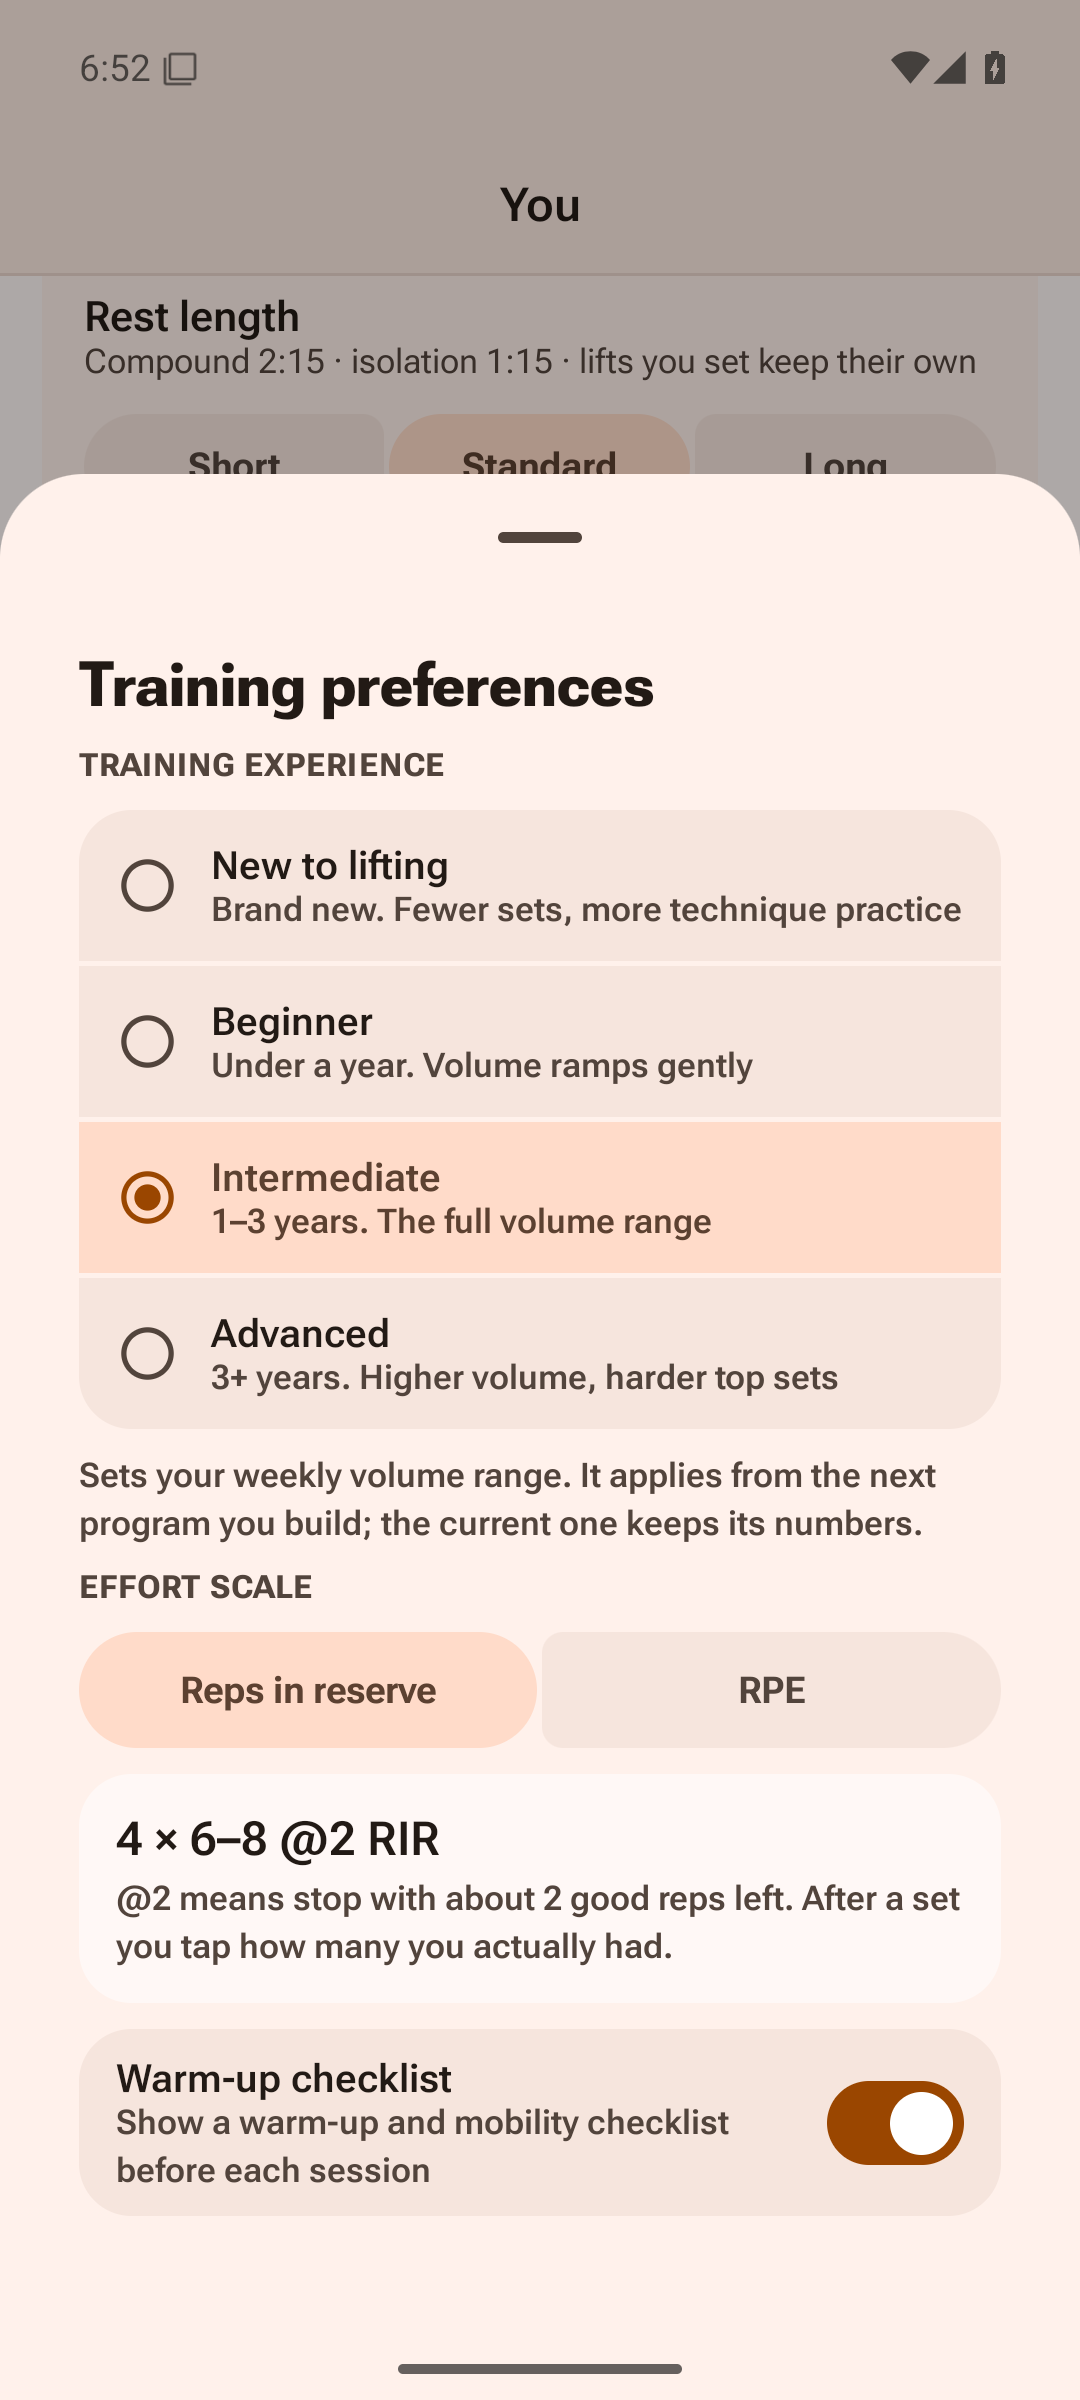 6:52
You
Rest length
Compound 2:15 · isolation 1:15 · lifts you set keep their own
Short
Standard
Long
Training preferences
TRAINING EXPERIENCE
New to lifting
Brand new. Fewer sets, more technique practice
Beginner
Under a year. Volume ramps gently
Intermediate
1–3 years. The full volume range
Advanced
3+ years. Higher volume, harder top sets
Sets your weekly volume range. It applies from the next
program you build; the current one keeps its numbers.
EFFORT SCALE
Reps in reserve
RPE
4 × 6–8 @2 RIR
@2 means stop with about 2 good reps left. After a set
you tap how many you actually had.
Warm-up checklist
Show a warm-up and mobility checklist
before each session